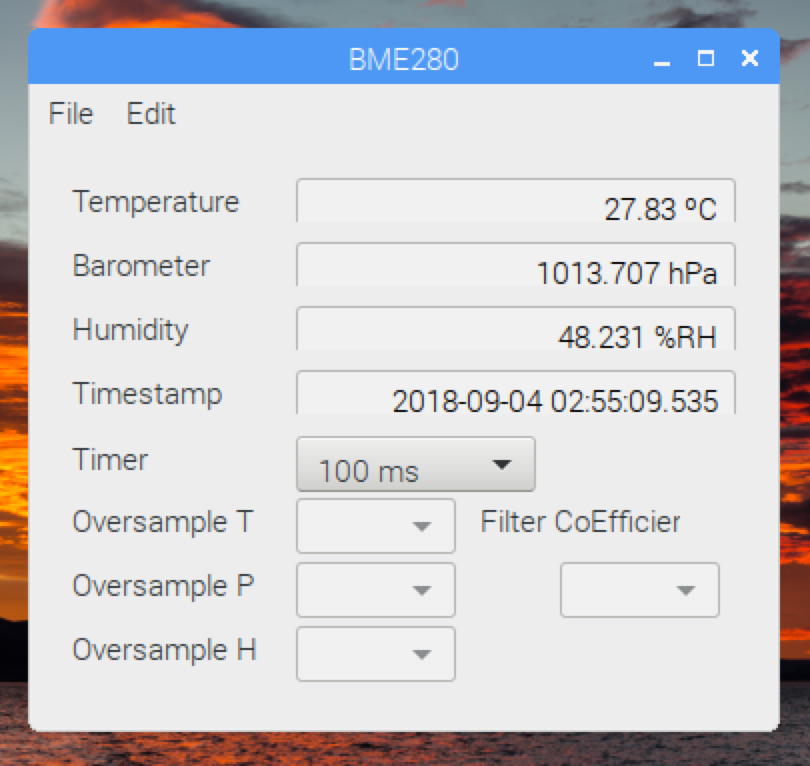 BME280
File Edit
Temperature 27.83 ºC
Barometer 1013.707 hPa
Humidity 48.231 %RH
Timestamp 2018-09-04 02:55:09.535
Timer 100 ms
Oversample T Filter CoEfficier
Oversample P
Oversample H